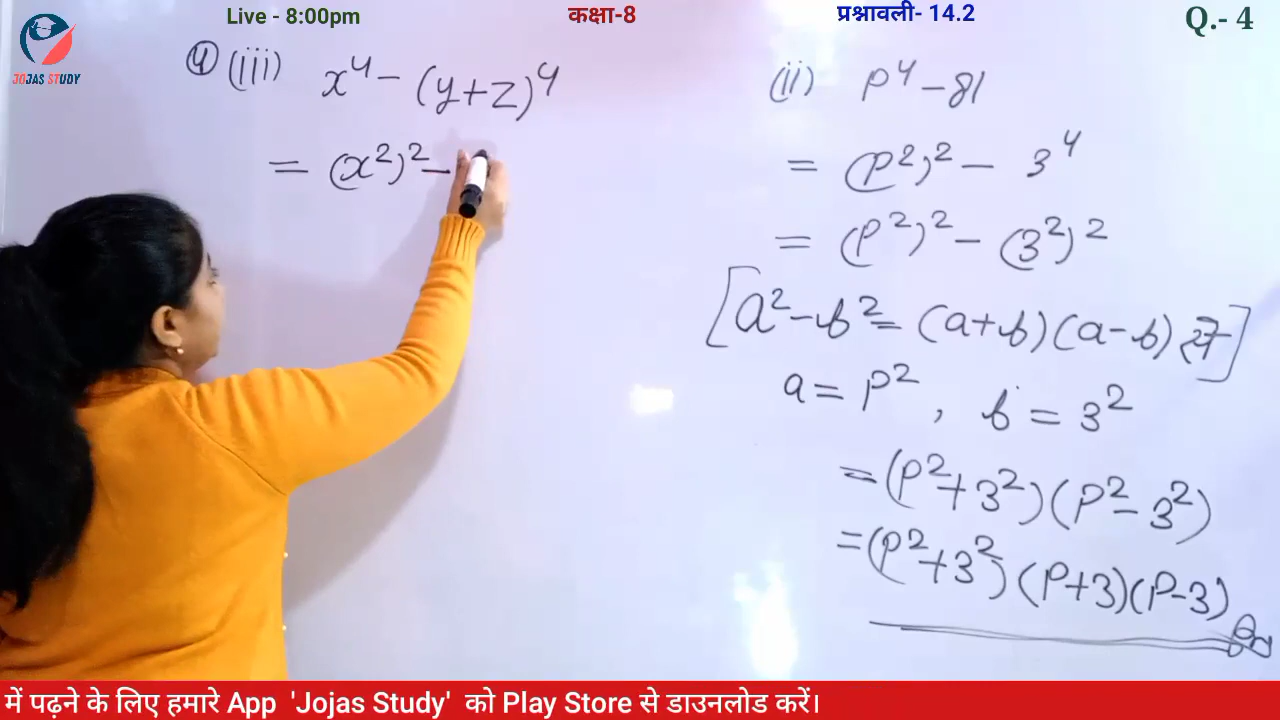 Live - 8:00pm
कक्षा-8
प्रश्नावली- 14.2
Q.- 4
JOJAS STUDY
④ (iii) x⁴ - (y+z)⁴
= (x²)² -
(ii) P⁴ - 81
= (P²)² - 3⁴
= (P²)² - (3²)²
[a² - b² = (a+b)(a-b) से]
a = P², b = 3²
= (P² + 3²)(P² - 3²)
= (P² + 3²)(P+3)(P-3)
में पढ़ने के लिए हमारे App 'Jojas Study' को Play Store से डाउनलोड करें।